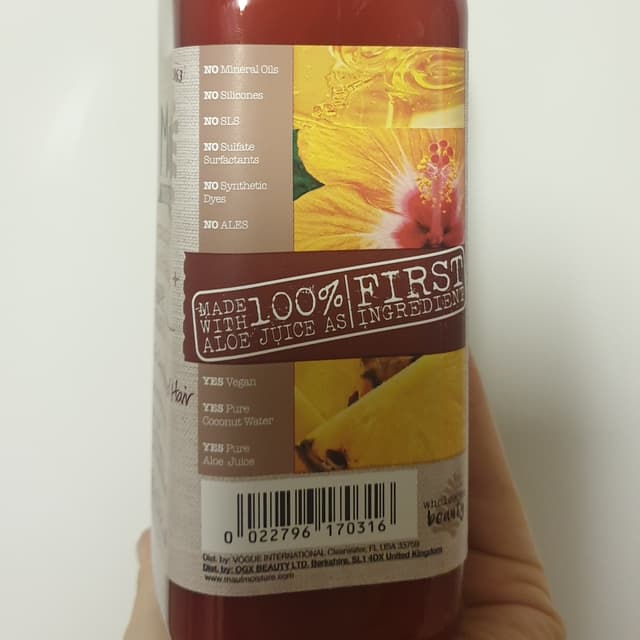 NO Mineral Oils
NO Silicones
NO SLS
NO Sulfate
Surfactants
NO Synthetic
Dyes
NO ALES
MADE
WITH 100% FIRST
ALOE JUICE AS INGREDIENT
YES Vegan
YES Pure
Coconut Water
YES Pure
Aloe Juice
Hair
beauty
0 022796 170316
Dist. by: VOGUE INTERNATIONAL Clearwater, FL USA 33759
Dist. by: OGX BEAUTY LTD. Berkshire, SL1 4DX United Kingdom
www.mauimoisture.com